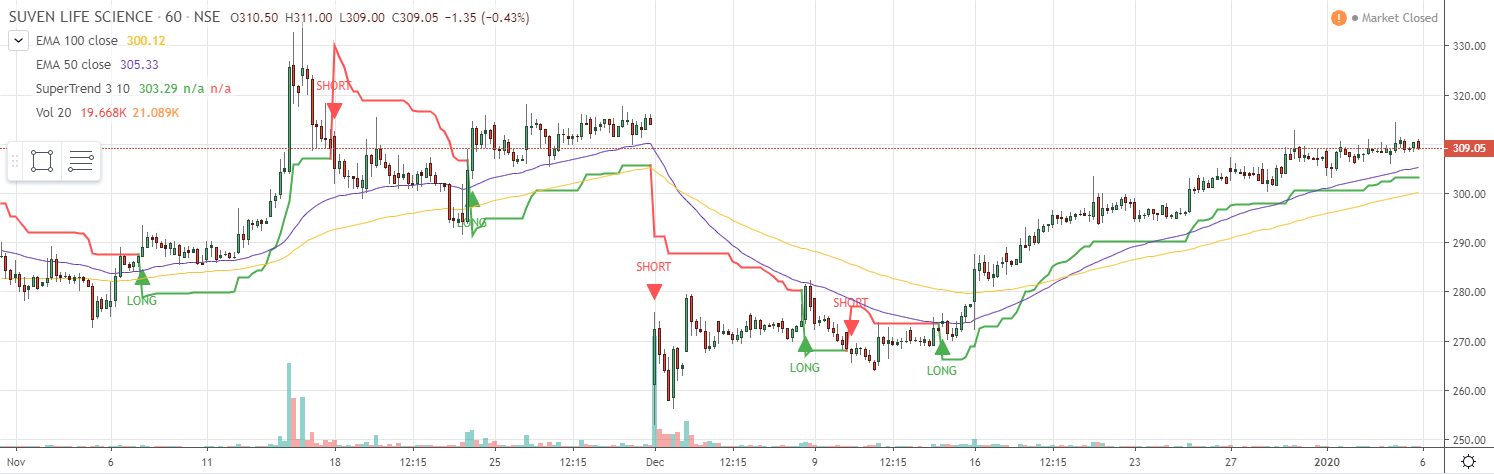 SUVEN LIFE SCIENCE · 60 · NSE O310.50 H311.00 L309.00 C309.05 −1.35 (−0.43%)
! Market Closed
EMA 100 close 300.12
EMA 50 close 305.33
SuperTrend 3 10 303.29 n/a n/a
Vol 20 19.668K 21.089K
330.00
320.00
309.05
300.00
290.00
280.00
270.00
260.00
250.00
SHORT
LONG
LONG
SHORT
SHORT
LONG
LONG
Nov 6 11 18 12:15 25 12:15 Dec 12:15 9 12:15 16 12:15 23 27 2020 6